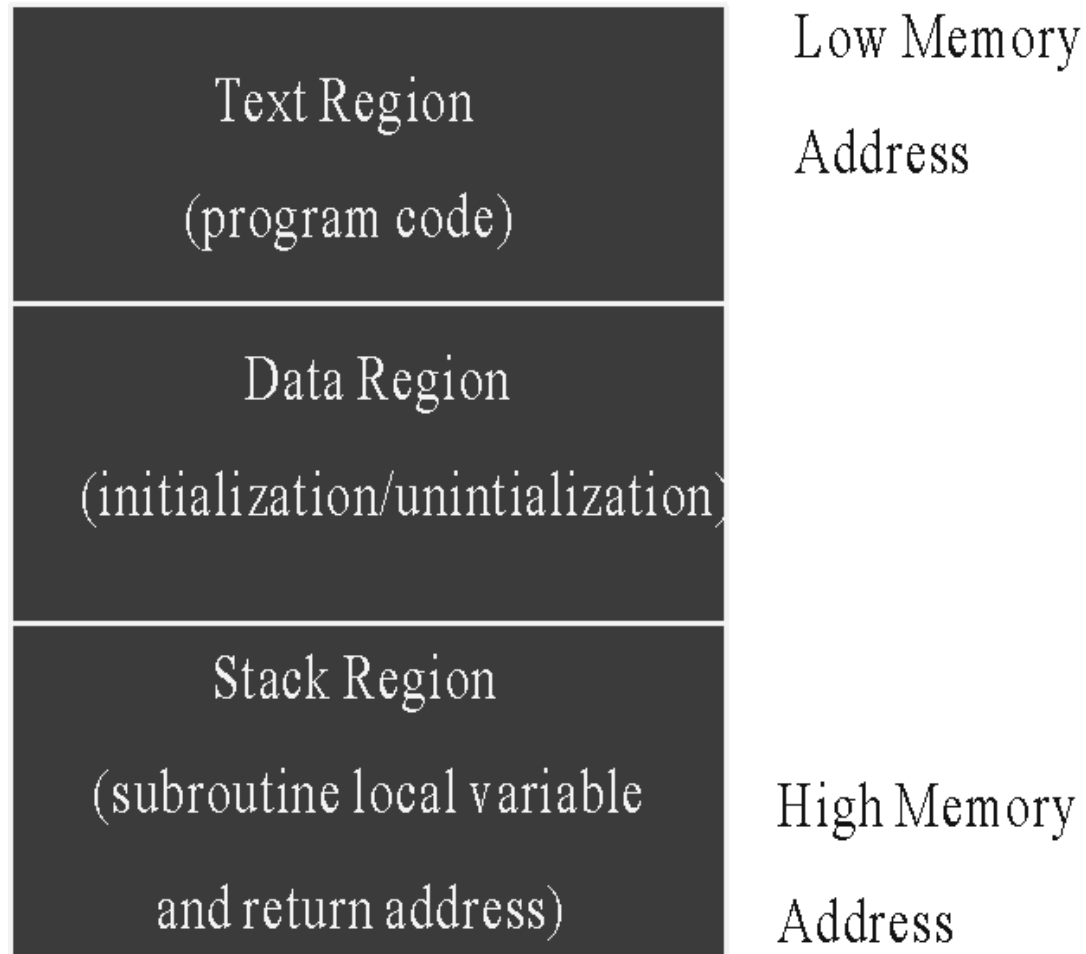 Text Region
(program code)
Low Memory
Address
Data Region
(initialization/unintialization)
Stack Region
(subroutine local variable
and return address)
High Memory
Address